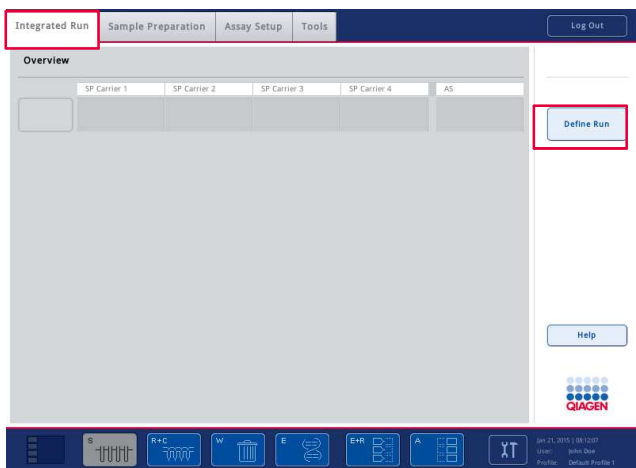 Integrated Run Sample Preparation Assay Setup Tools Log Out
Overview
SP Carrier 1 SP Carrier 2 SP Carrier 3 SP Carrier 4 AS
Define Run
Help
QIAGEN
S R+C W E E+R A
Jan 21, 2015 | 08:12:07
User: John Doe
Profile: Default Profile 1